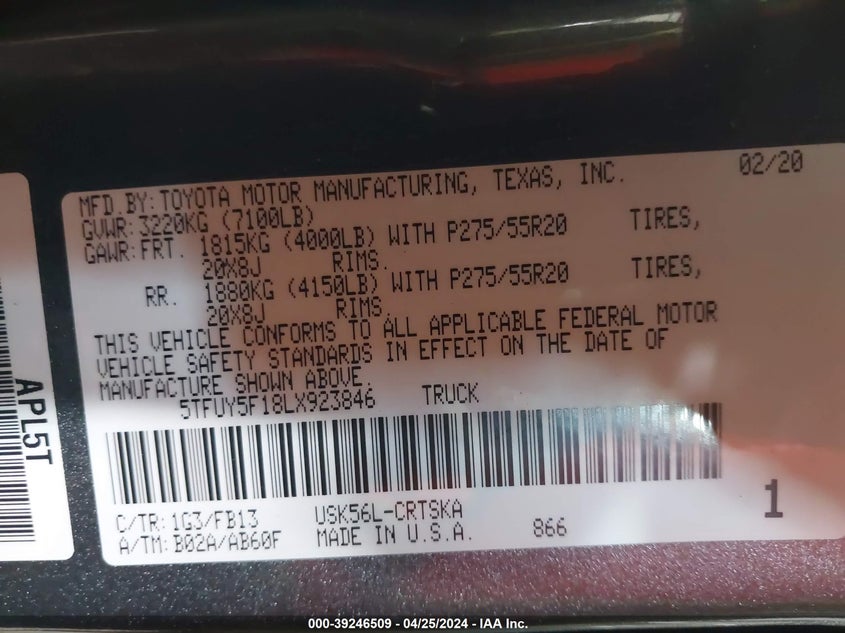 MFD.BY:TOYOTA MOTOR MANUFACTURING, TEXAS, INC. 02/20
GVWR:3220KG (7100LB)
GAWR:FRT. 1815KG (4000LB) WITH P275/55R20 TIRES,
20X8J RIMS.
RR. 1880KG (4150LB) WITH P275/55R20 TIRES,
20X8J RIMS.
THIS VEHICLE CONFORMS TO ALL APPLICABLE FEDERAL MOTOR
VEHICLE SAFETY STANDARDS IN EFFECT ON THE DATE OF
MANUFACTURE SHOWN ABOVE.
5TFUY5F18LX923846 TRUCK
C/TR:1G3/FB13 USK56L-CRTSKA
A/TM:B02A/AB60F MADE IN U.S.A. 866
1
APL5T
000-39246509 - 04/25/2024 - IAA Inc.